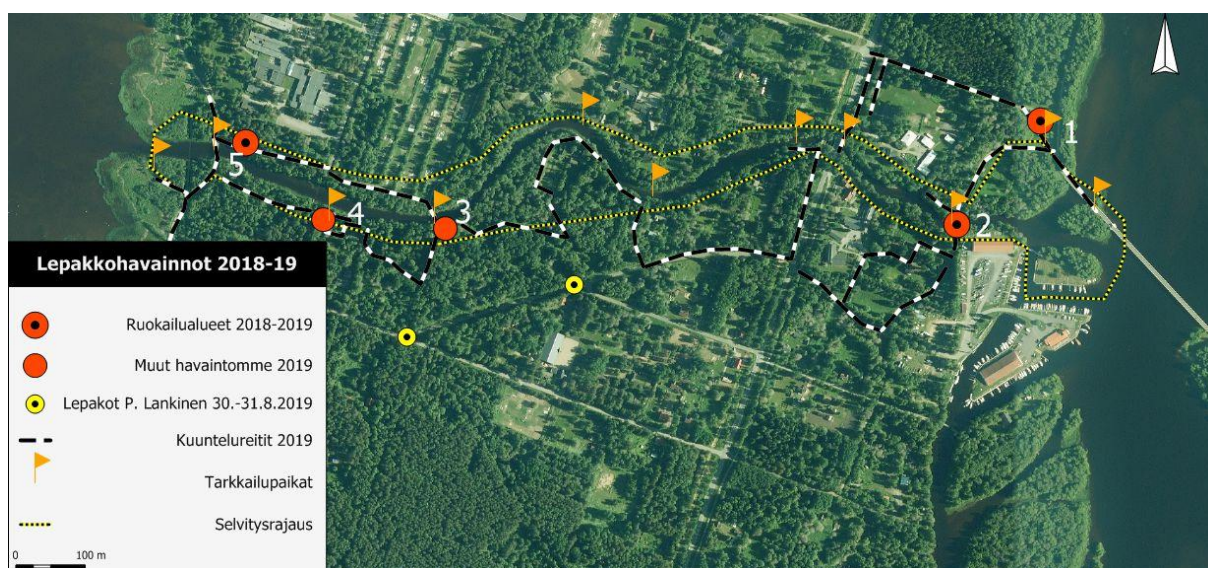 1
5
2
4
3
Lepakkohavainnot 2018-19
Ruokailualueet 2018-2019
Muut havaintomme 2019
Lepakot P. Lankinen 30.-31.8.2019
Kuuntelureitit 2019
Tarkkailupaikat
Selvitysrajaus
0 100 m